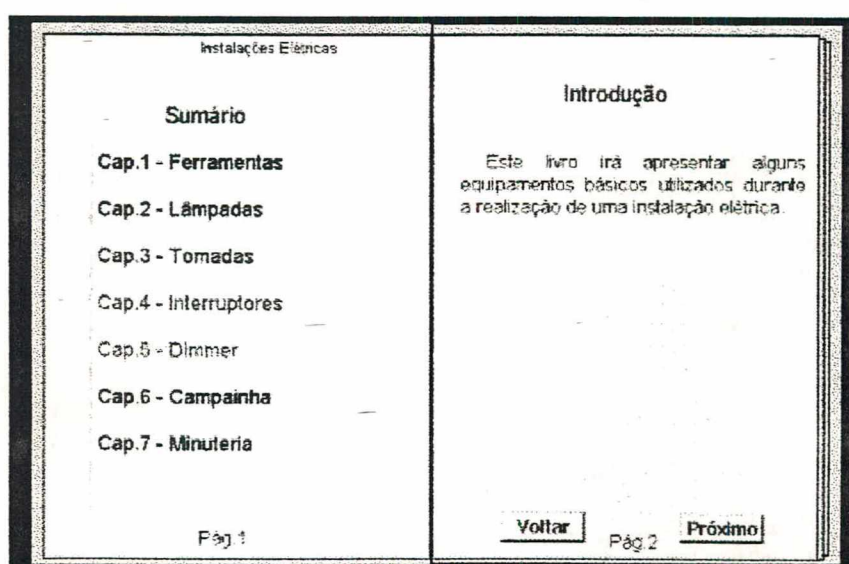 Instalações Elétricas
Sumário
Cap.1 - Ferramentas
Cap.2 - Lâmpadas
Cap.3 - Tomadas
Cap.4 - Interruptores
Cap.5 - Dimmer
Cap.6 - Campainha
Cap.7 - Minuteria
Pág.1
Introdução
Este livro irá apresentar alguns
equipamentos básicos utilizados durante
a realização de uma instalação elétrica.
Voltar
Pág.2
Próximo